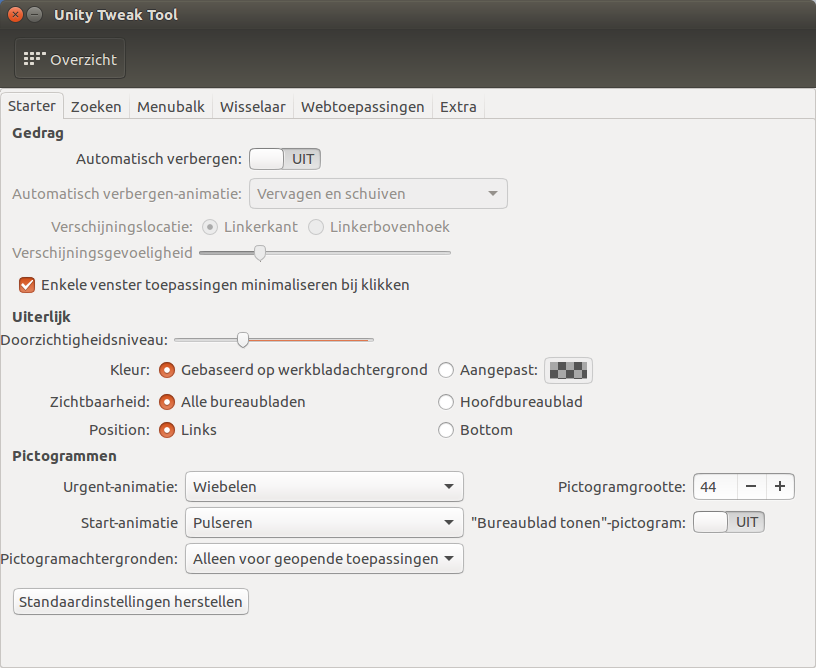 Unity Tweak Tool
Overzicht
Starter Zoeken Menubalk Wisselaar Webtoepassingen Extra
Gedrag
Automatisch verbergen: UIT
Automatisch verbergen-animatie: Vervagen en schuiven
Verschijningslocatie: Linkerkant Linkerbovenhoek
Verschijningsgevoeligheid
Enkele venster toepassingen minimaliseren bij klikken
Uiterlijk
Doorzichtigheidsniveau:
Kleur: Gebaseerd op werkbladachtergrond Aangepast:
Zichtbaarheid: Alle bureaubladen Hoofdbureaublad
Position: Links Bottom
Pictogrammen
Urgent-animatie: Wiebelen Pictogramgrootte: 44 − +
Start-animatie Pulseren "Bureaublad tonen"-pictogram: UIT
Pictogramachtergronden: Alleen voor geopende toepassingen
Standaardinstellingen herstellen